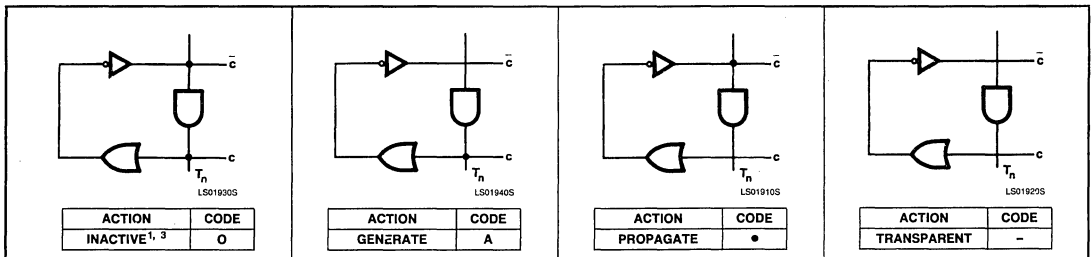 c̄
c
Tn
LS01930S
ACTION CODE
INACTIVE1, 3 O
c̄
c
Tn
LS01940S
ACTION CODE
GENERATE A
c̄
c
Tn
LS01910S
ACTION CODE
PROPAGATE ●
c̄
c
Tn
LS01920S
ACTION CODE
TRANSPARENT –